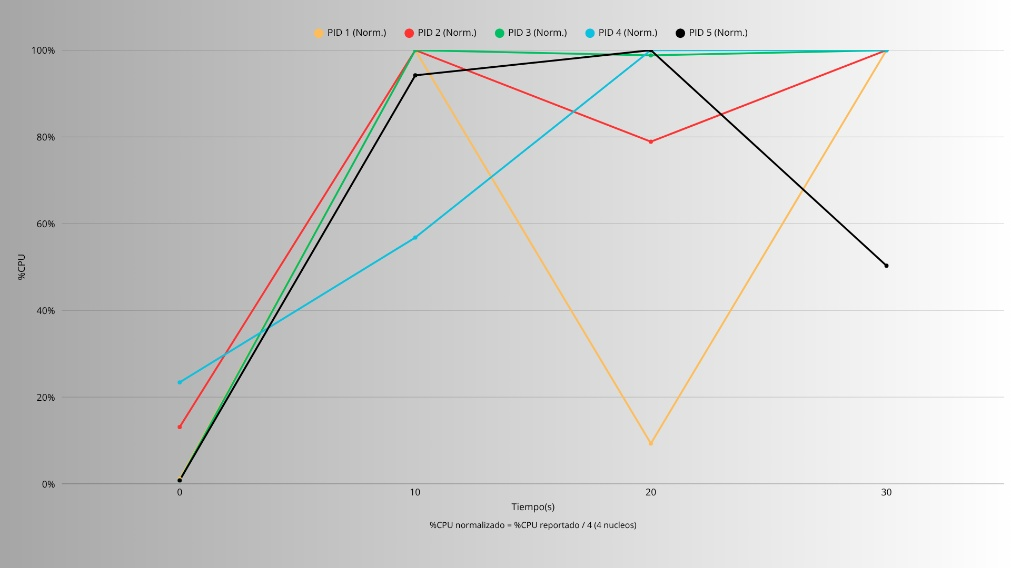 PID 1 (Norm.) PID 2 (Norm.) PID 3 (Norm.) PID 4 (Norm.) PID 5 (Norm.)
100%
80%
60%
40%
20%
0%
%CPU
0 10 20 30
Tiempo(s)
%CPU normalizado = %CPU reportado / 4 (4 nucleos)